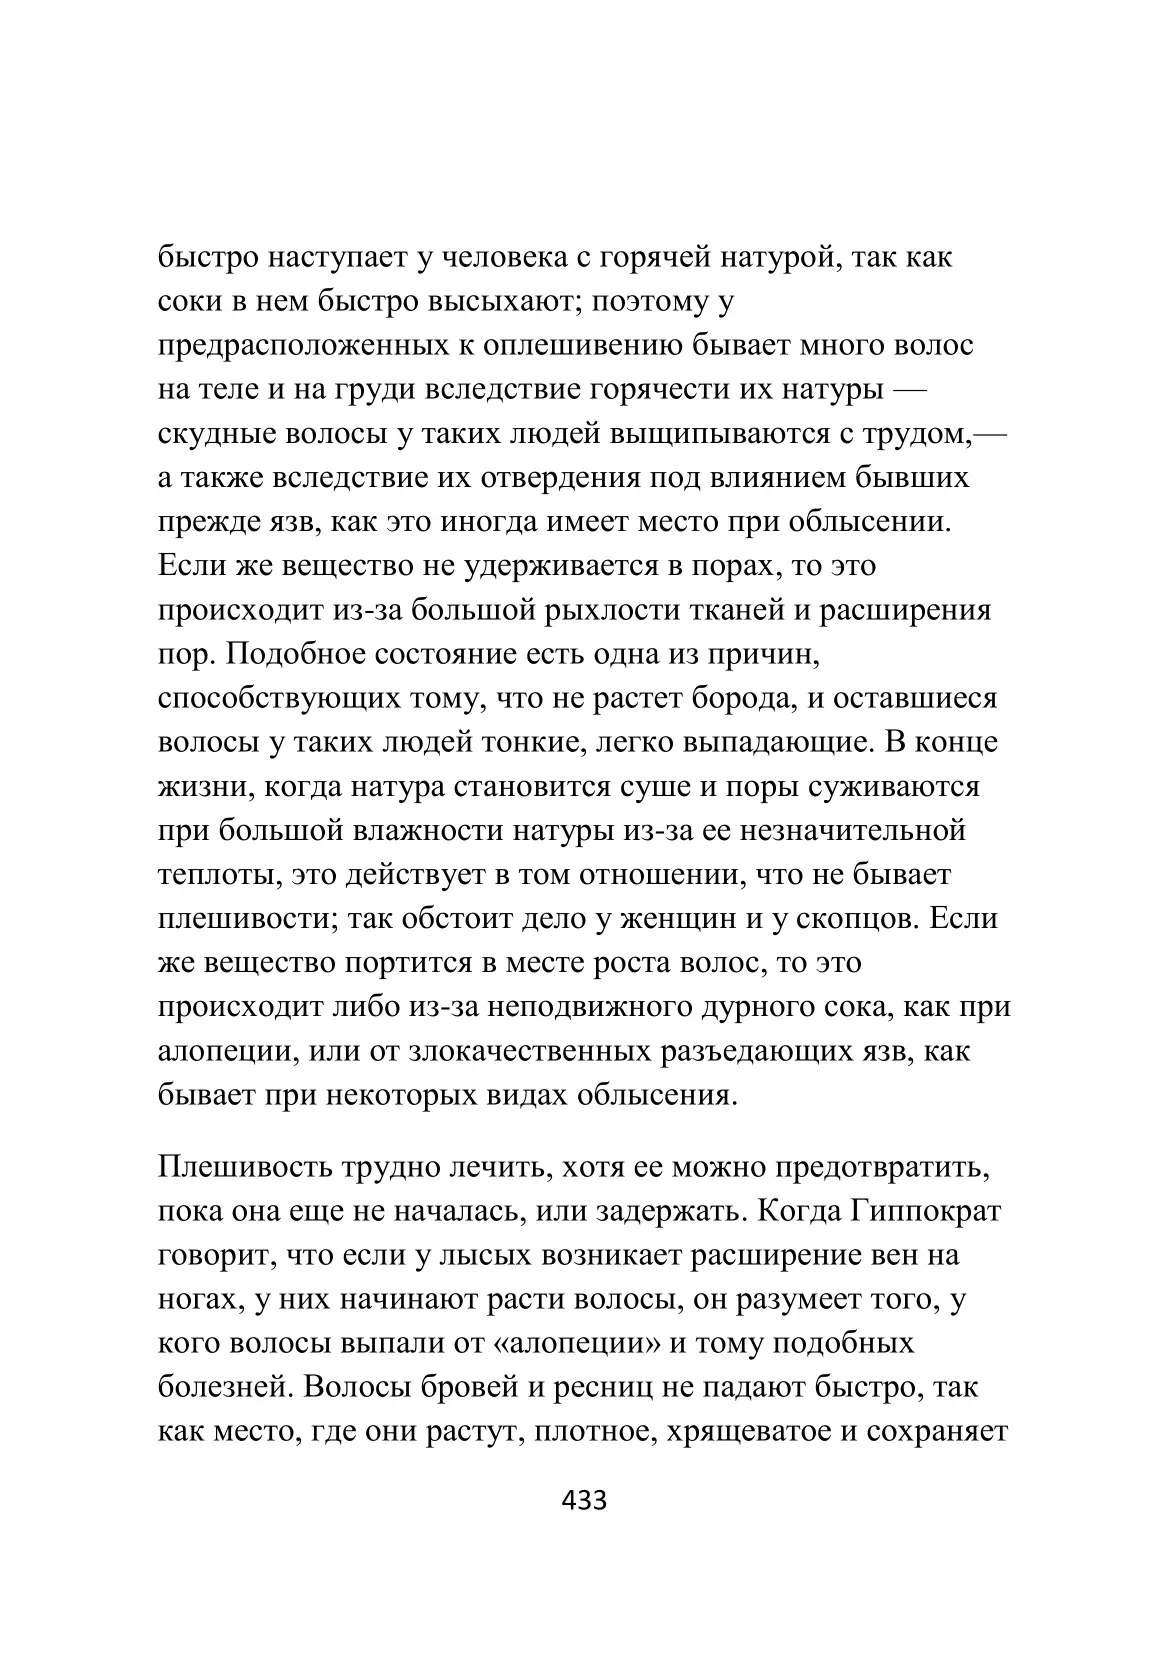 быстро наступает у человека с горячей натурой, так как
соки в нем быстро высыхают; поэтому у
предрасположенных к оплешивению бывает много волос
на теле и на груди вследствие горячести их натуры —
скудные волосы у таких людей выщипываются с трудом,—
а также вследствие их отвердения под влиянием бывших
прежде язв, как это иногда имеет место при облысении.
Если же вещество не удерживается в порах, то это
происходит из-за большой рыхлости тканей и расширения
пор. Подобное состояние есть одна из причин,
способствующих тому, что не растет борода, и оставшиеся
волосы у таких людей тонкие, легко выпадающие. В конце
жизни, когда натура становится суше и поры суживаются
при большой влажности натуры из-за ее незначительной
теплоты, это действует в том отношении, что не бывает
плешивости; так обстоит дело у женщин и у скопцов. Если
же вещество портится в месте роста волос, то это
происходит либо из-за неподвижного дурного сока, как при
алопеции, или от злокачественных разъедающих язв, как
бывает при некоторых видах облысения.
Плешивость трудно лечить, хотя ее можно предотвратить,
пока она еще не началась, или задержать. Когда Гиппократ
говорит, что если у лысых возникает расширение вен на
ногах, у них начинают расти волосы, он разумеет того, у
кого волосы выпали от «алопеции» и тому подобных
болезней. Волосы бровей и ресниц не падают быстро, так
как место, где они растут, плотное, хрящеватое и сохраняет
433